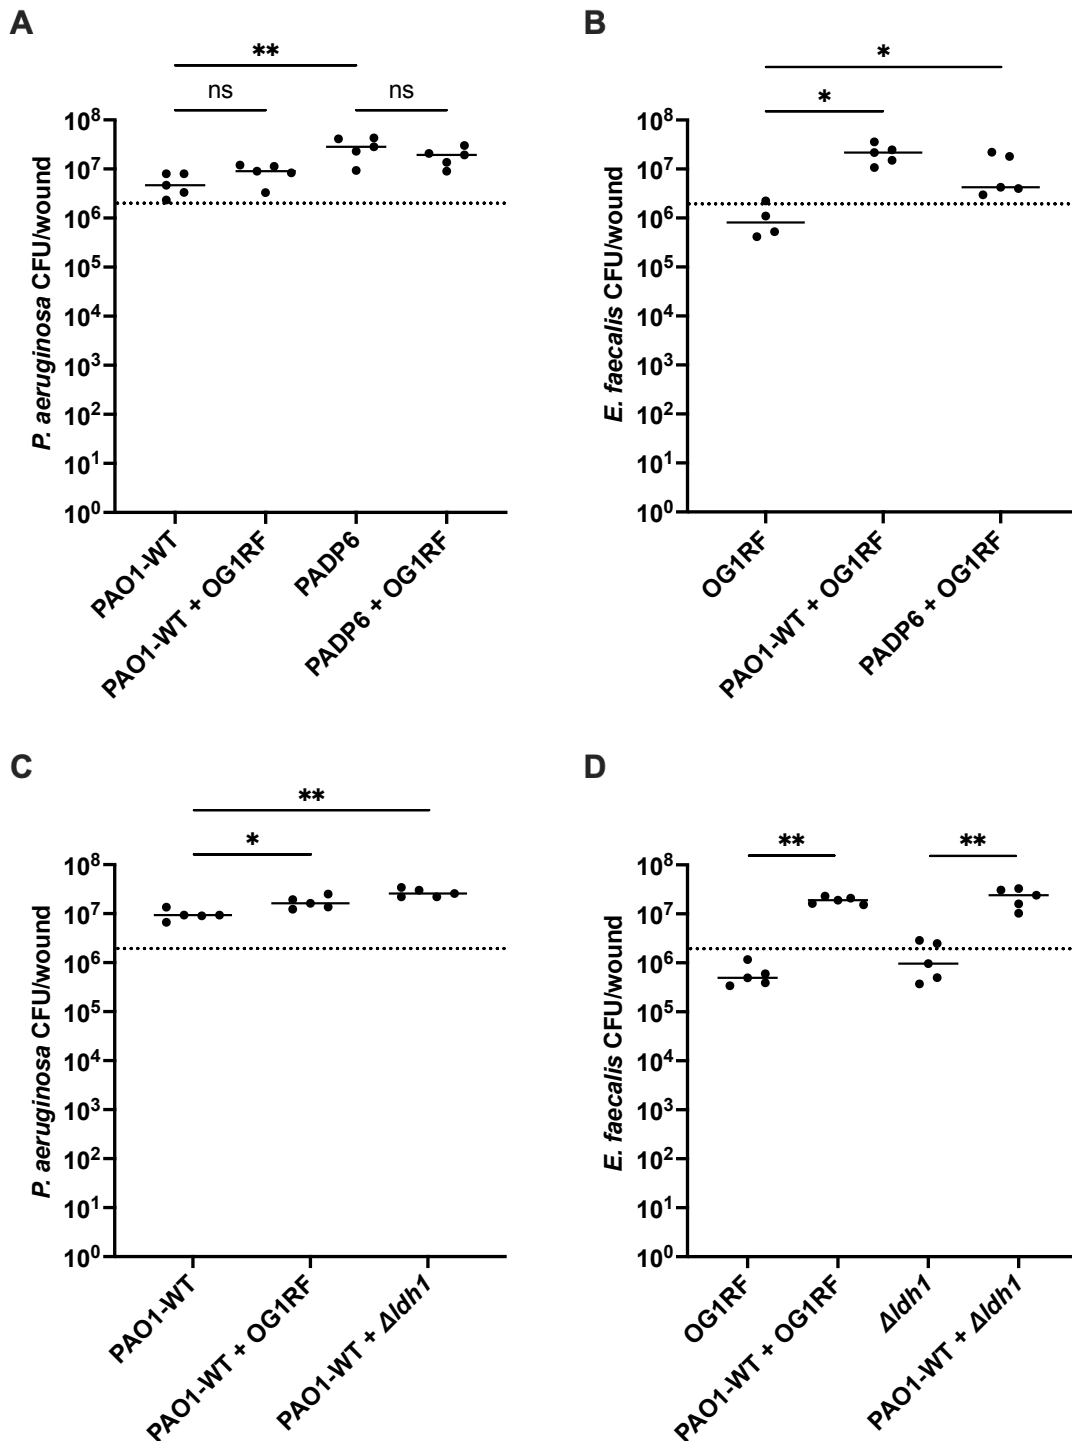 A
**
ns
ns
P. aeruginosa CFU/wound
10⁸
10⁷
10⁶
10⁵
10⁴
10³
10²
10¹
10⁰
PAO1-WT
PAO1-WT + OG1RF
PADP6
PADP6 + OG1RF
B
*
*
E. faecalis CFU/wound
10⁸
10⁷
10⁶
10⁵
10⁴
10³
10²
10¹
10⁰
OG1RF
PAO1-WT + OG1RF
PADP6 + OG1RF
C
**
*
P. aeruginosa CFU/wound
10⁸
10⁷
10⁶
10⁵
10⁴
10³
10²
10¹
10⁰
PAO1-WT
PAO1-WT + OG1RF
PAO1-WT + Δldh1
D
**
**
E. faecalis CFU/wound
10⁸
10⁷
10⁶
10⁵
10⁴
10³
10²
10¹
10⁰
OG1RF
PAO1-WT + OG1RF
Δldh1
PAO1-WT + Δldh1